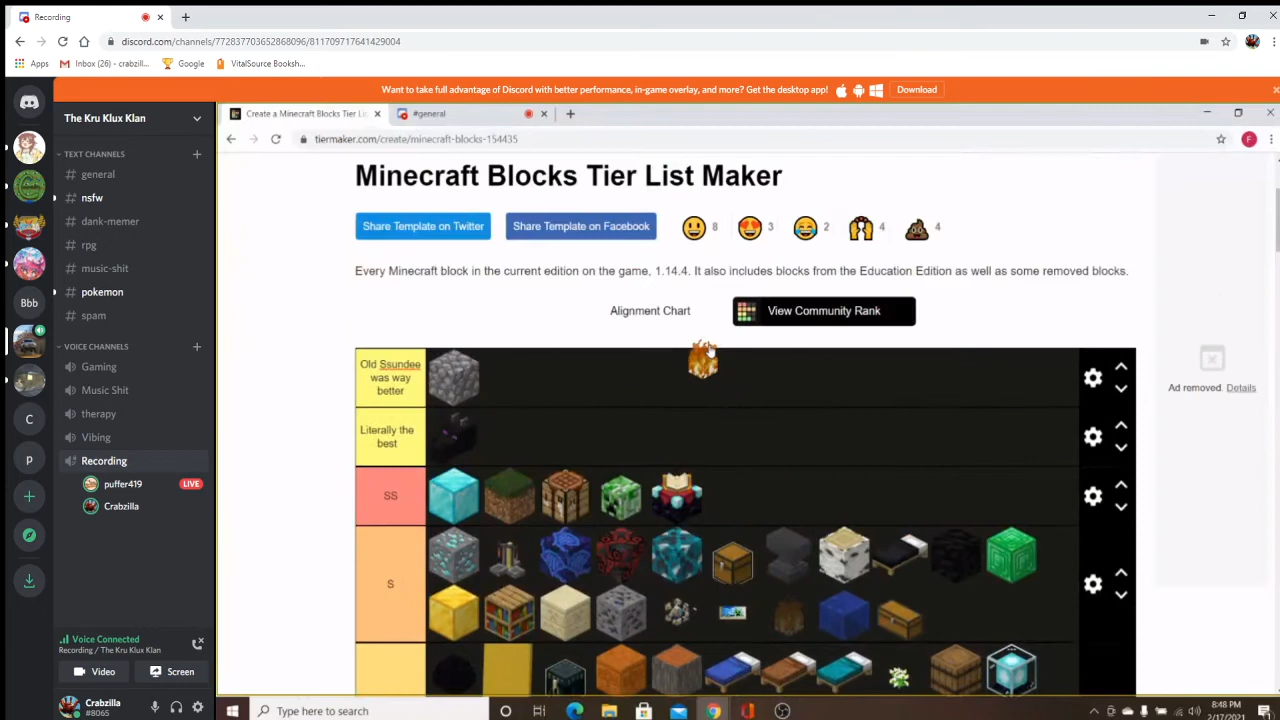 Recording
discord.com/channels/772837703652868096/811709717641429004
Apps
Inbox (26) - crabzill...
Google
VitalSource Booksh...
Want to take full advantage of Discord with better performance, in-game overlay, and more? Get the desktop app!
Download
The Kru Klux Klan
TEXT CHANNELS
general
nsfw
dank-memer
rpg
music-shit
pokemon
spam
VOICE CHANNELS
Gaming
Music Shit
therapy
Vibing
Recording
puffer419
LIVE
Crabzilla
Bbb
C
p
Voice Connected
Recording / The Kru Klux Klan
Video
Screen
Crabzilla
#8065
Create a Minecraft Blocks Tier Lis
#general
tiermaker.com/create/minecraft-blocks-154435
F
Minecraft Blocks Tier List Maker
Share Template on Twitter
Share Template on Facebook
8
3
2
4
4
Every Minecraft block in the current edition on the game, 1.14.4. It also includes blocks from the Education Edition as well as some removed blocks.
Alignment Chart
View Community Rank
Old Ssundee
was way
better
Literally the
best
SS
S
Ad removed. Details
Type here to search
8:48 PM
2/17/2021